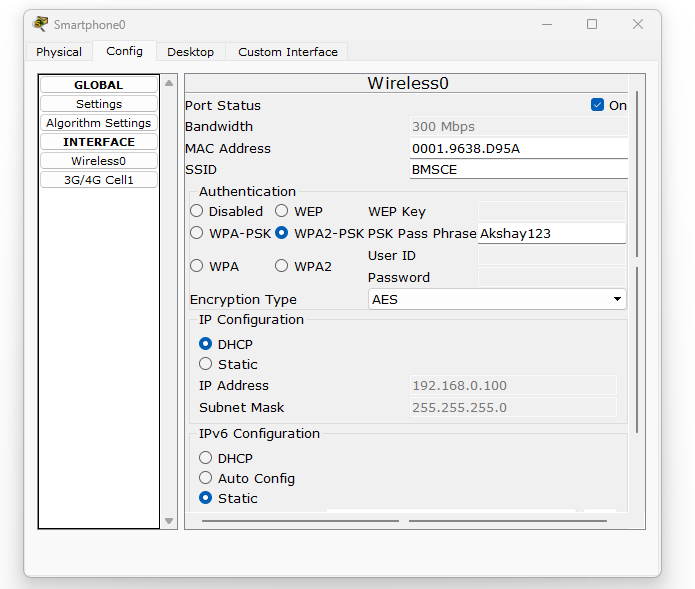 Smartphone0
Physical Config Desktop Custom Interface
GLOBAL
Settings
Algorithm Settings
INTERFACE
Wireless0
3G/4G Cell1
Wireless0
Port Status On
Bandwidth 300 Mbps
MAC Address 0001.9638.D95A
SSID BMSCE
Authentication
Disabled WEP WEP Key
WPA-PSK WPA2-PSK PSK Pass Phrase Akshay123
User ID
WPA WPA2
Password
Encryption Type AES
IP Configuration
DHCP
Static
IP Address 192.168.0.100
Subnet Mask 255.255.255.0
IPv6 Configuration
DHCP
Auto Config
Static